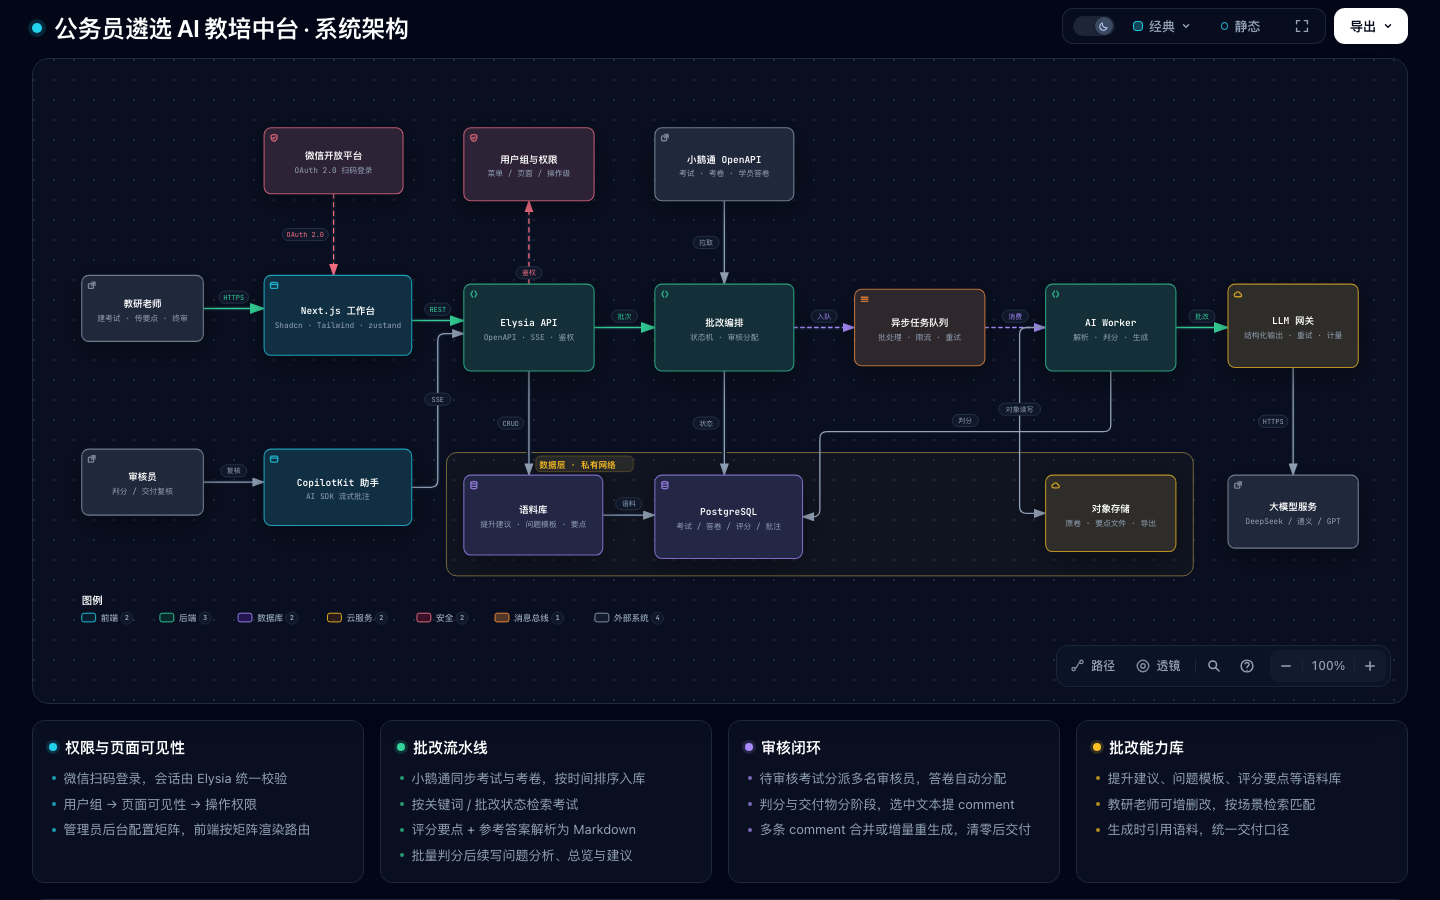 公务员遴选 AI 教培中台 · 系统架构
经典
静态
导出
微信开放平台
OAuth 2.0 扫码登录
用户组与权限
菜单 / 页面 / 操作级
小鹅通 OpenAPI
考试 · 考卷 · 学员答卷
OAuth 2.0
鉴权
拉取
教研老师
建考试 · 传要点 · 终审
HTTPS
Next.js 工作台
Shadcn · Tailwind · zustand
REST
Elysia API
OpenAPI · SSE · 鉴权
批次
批改编排
状态机 · 审核分配
入队
异步任务队列
批处理 · 限流 · 重试
消费
AI Worker
解析 · 判分 · 生成
批改
LLM 网关
结构化输出 · 重试 · 计量
SSE
CRUD
状态
判分
对象读写
HTTPS
审核员
判分 / 交付复核
复核
CopilotKit 助手
AI SDK 流式批注
数据层 · 私有网络
语料库
提升建议 · 问题模板 · 要点
语料
PostgreSQL
考试 / 答卷 / 评分 / 批注
对象存储
原卷 · 要点文件 · 导出
大模型服务
DeepSeek / 通义 / GPT
图例
前端 2
后端 3
数据库 2
云服务 2
安全 2
消息总线 1
外部系统 4
路径
透镜
100%
权限与页面可见性
微信扫码登录，会话由 Elysia 统一校验
用户组 → 页面可见性 → 操作权限
管理员后台配置矩阵，前端按矩阵渲染路由
批改流水线
小鹅通同步考试与考卷，按时间排序入库
按关键词 / 批改状态检索考试
评分要点 + 参考答案解析为 Markdown
批量判分后续写问题分析、总览与建议
审核闭环
待审核考试分派多名审核员，答卷自动分配
判分与交付物分阶段，选中文本提 comment
多条 comment 合并或增量重生成，清零后交付
批改能力库
提升建议、问题模板、评分要点等语料库
教研老师可增删改，按场景检索匹配
生成时引用语料，统一交付口径